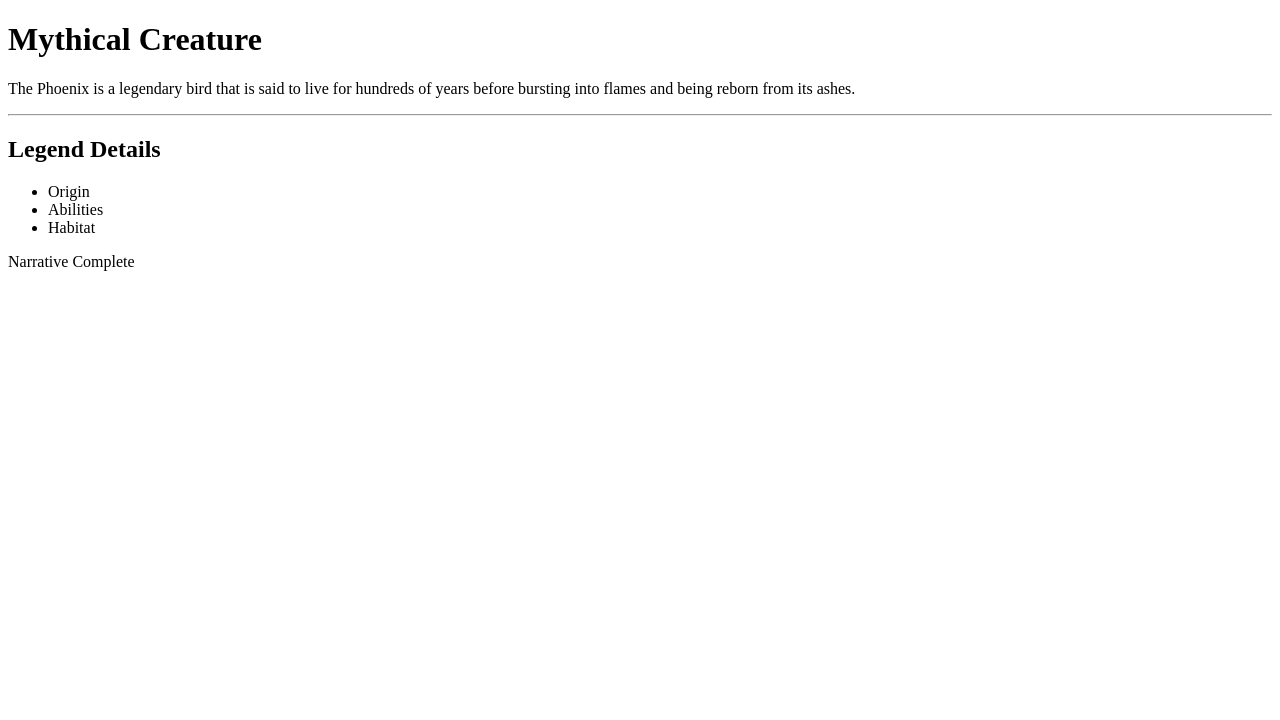 Mythical Creature
The Phoenix is a legendary bird that is said to live for hundreds of years before bursting into flames and being reborn from its ashes.
Legend Details
Origin
Abilities
Habitat
Narrative Complete